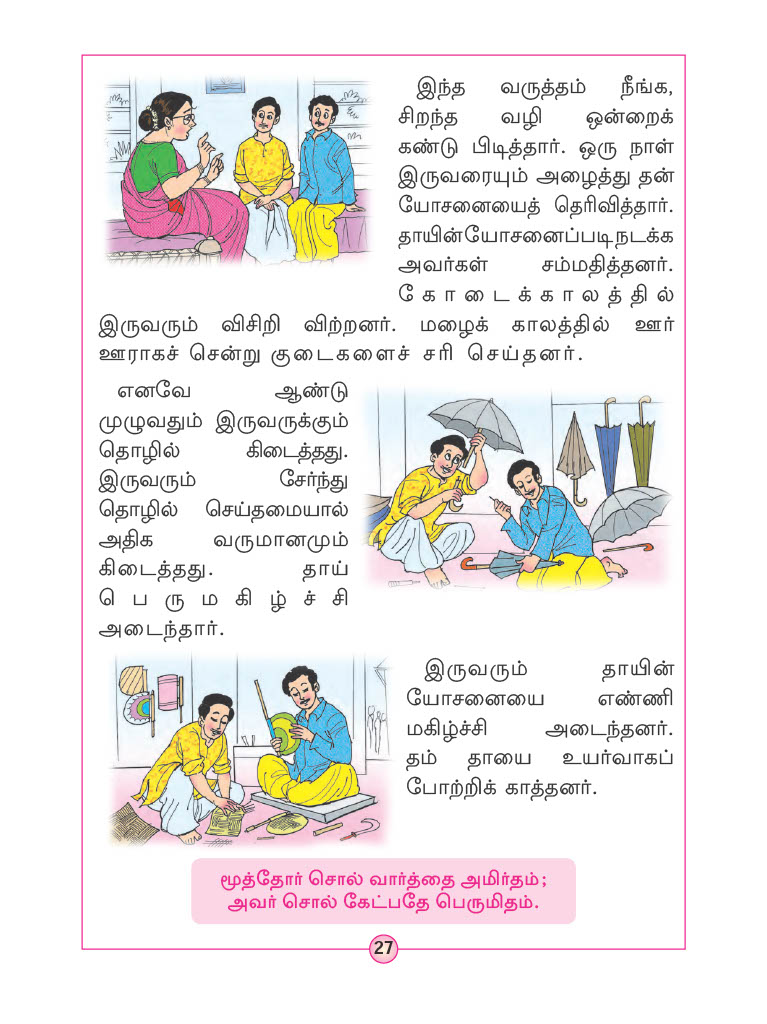 இந்த வருத்தம் நீங்க,
சிறந்த வழி ஒன்றைக்
கண்டு பிடித்தார். ஒரு நாள்
இருவரையும் அழைத்து தன்
யோசனையைத் தெரிவித்தார்.
தாயின்யோசனைப்படிநடக்க
அவர்கள் சம்மதித்தனர்.
கோடைக்காலத்தில்
இருவரும் விசிறி விற்றனர். மழைக் காலத்தில் ஊர்
ஊராகச் சென்று குடைகளைச் சரி செய்தனர்.
எனவே ஆண்டு
முழுவதும் இருவருக்கும்
தொழில் கிடைத்தது.
இருவரும் சேர்ந்து
தொழில் செய்தமையால்
அதிக வருமானமும்
கிடைத்தது. தாய்
பெருமகிழ்ச்சி
அடைந்தார்.
இருவரும் தாயின்
யோசனையை எண்ணி
மகிழ்ச்சி அடைந்தனர்.
தம் தாயை உயர்வாகப்
போற்றிக் காத்தனர்.
மூத்தோர் சொல் வார்த்தை அமிர்தம்;
அவர் சொல் கேட்பதே பெருமிதம்.
27